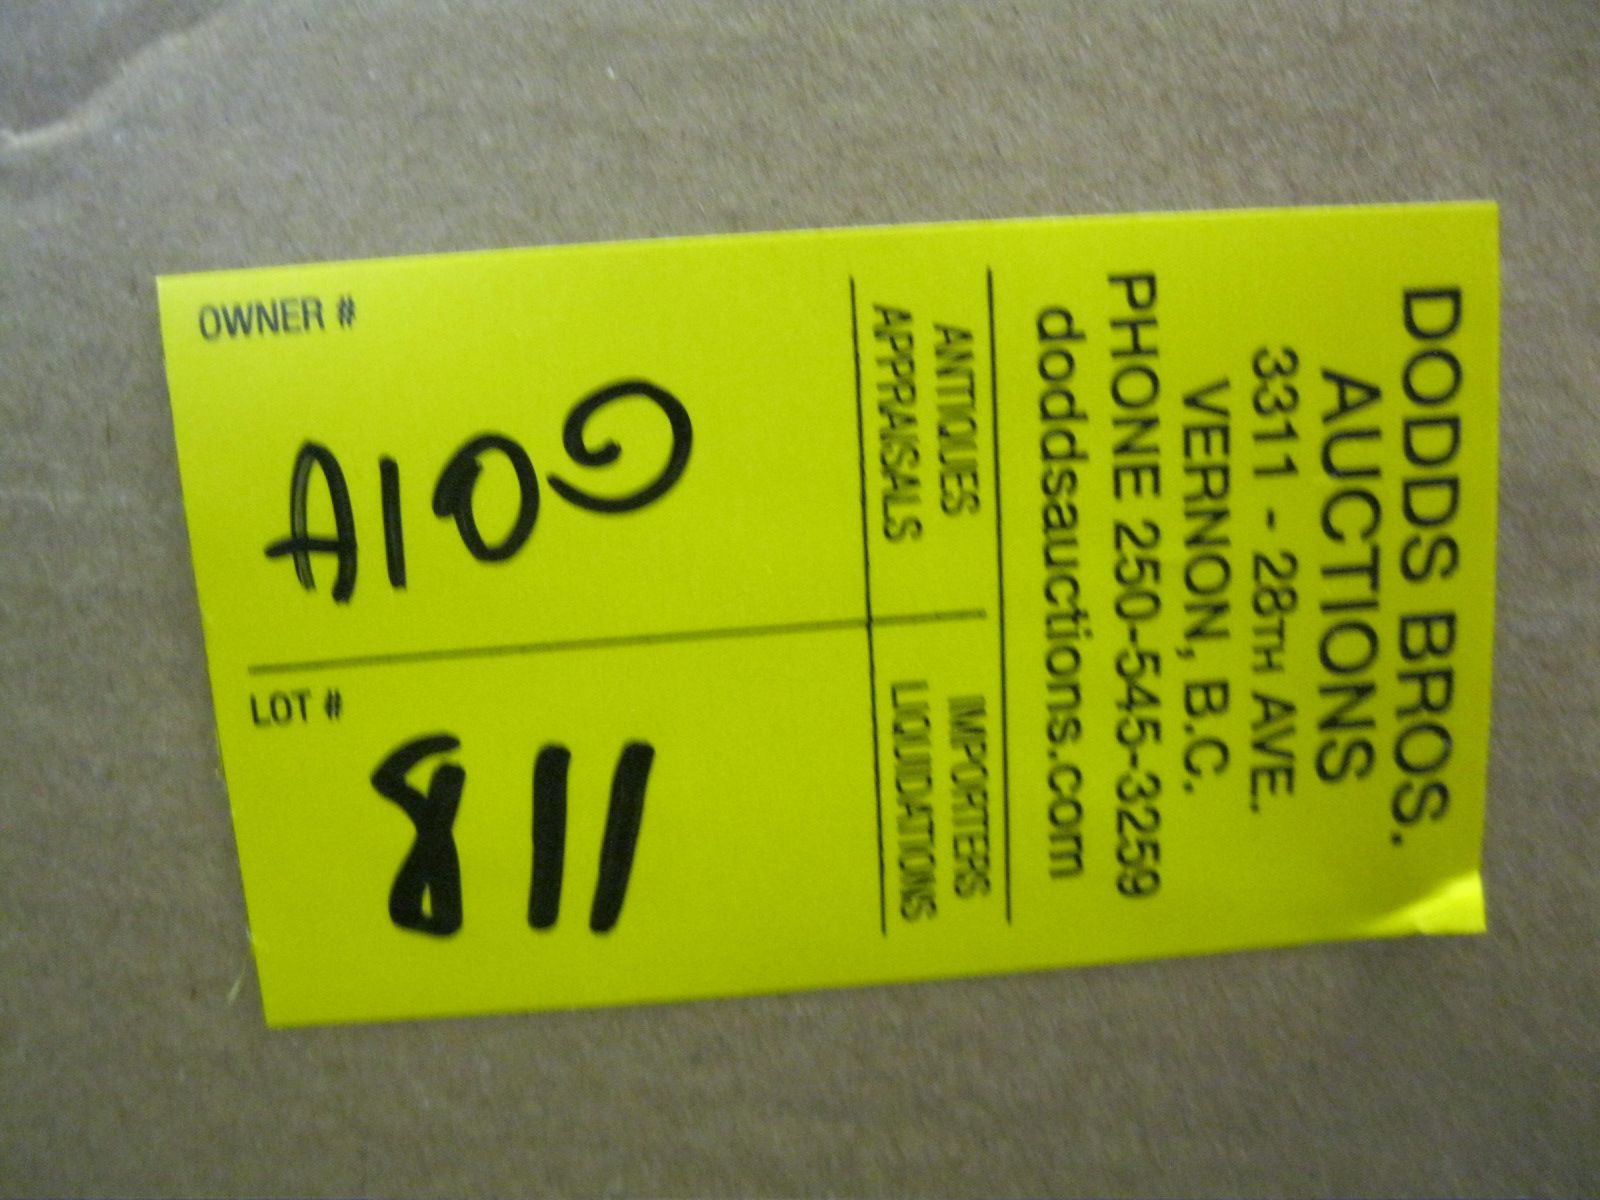 DODDS BROS.
AUCTIONS
3311 - 28TH AVE.
VERNON, B.C.
PHONE 250-545-3259
doddsauctions.com
ANTIQUES IMPORTERS
APPRAISALS LIQUIDATIONS
OWNER # LOT #
A100 811